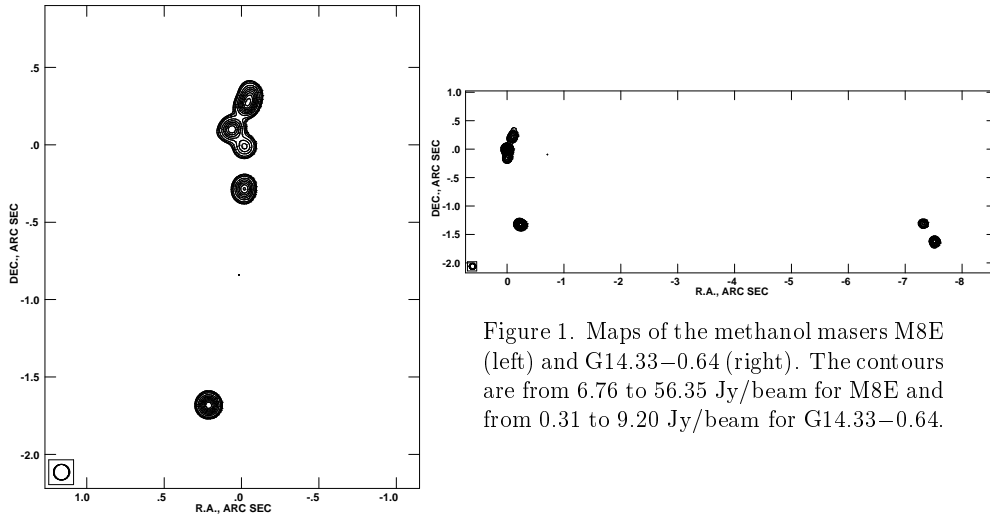 .5
.0
-.5
-1.0
-1.5
-2.0
DEC., ARC SEC
1.0 .5 .0 -.5 -1.0
R.A., ARC SEC
1.0
.5
.0
-.5
-1.0
-1.5
-2.0
DEC., ARC SEC
0 -1 -2 -3 -4 -5 -6 -7 -8
R.A., ARC SEC
Figure 1. Maps of the methanol masers M8E
(left) and G14.33−0.64 (right). The contours
are from 6.76 to 56.35 Jy/beam for M8E and
from 0.31 to 9.20 Jy/beam for G14.33−0.64.